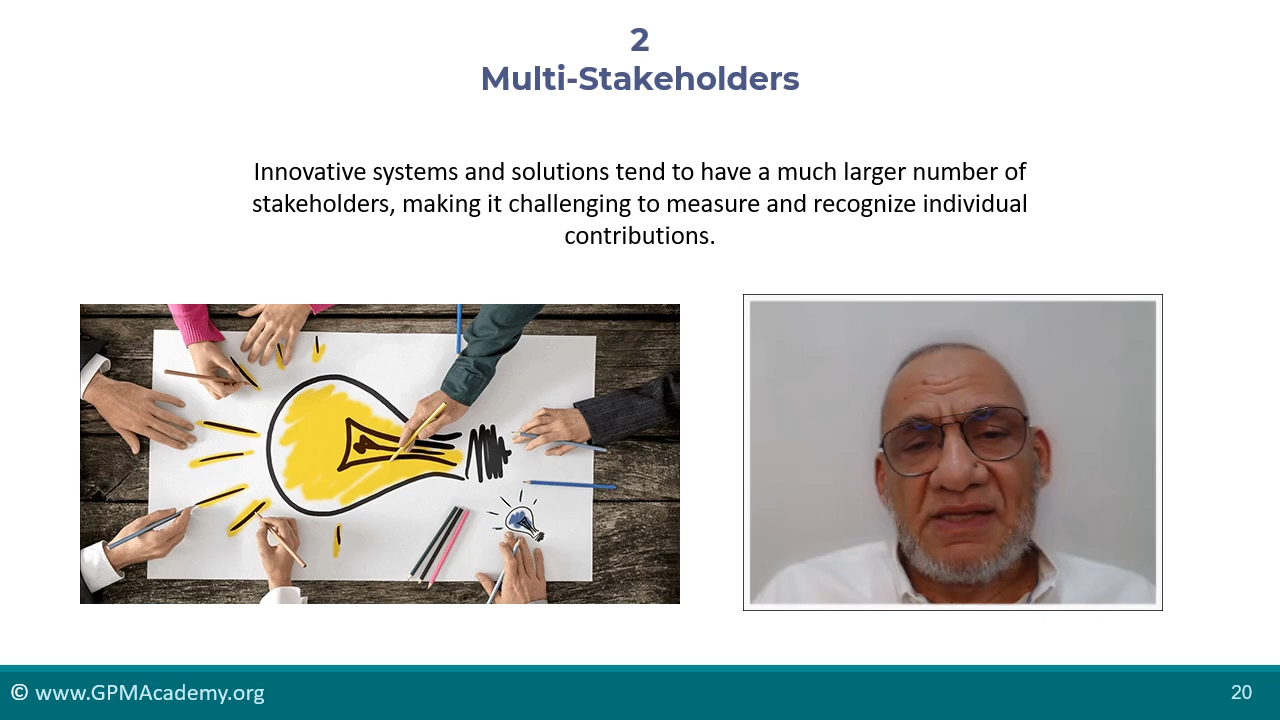 2
Multi-Stakeholders
Innovative systems and solutions tend to have a much larger number of
stakeholders, making it challenging to measure and recognize individual
contributions.
© www.GPMAcademy.org
20